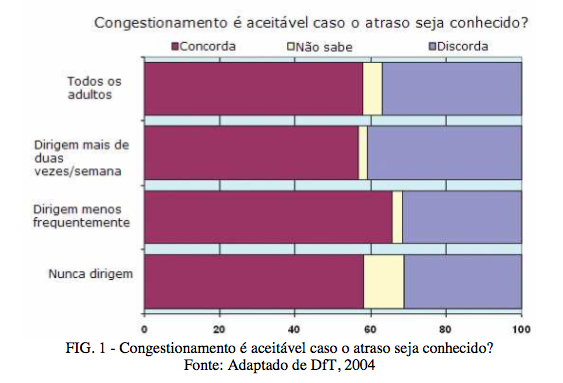 Congestionamento é aceitável caso o atraso seja conhecido?
Concorda Não sabe Discorda
Todos os
adultos
Dirigem mais de
duas
vezes/semana
Dirigem menos
frequentemente
Nunca dirigem
0 20 40 60 80 100
FIG. 1 - Congestionamento é aceitável caso o atraso seja conhecido?
Fonte: Adaptado de DfT, 2004